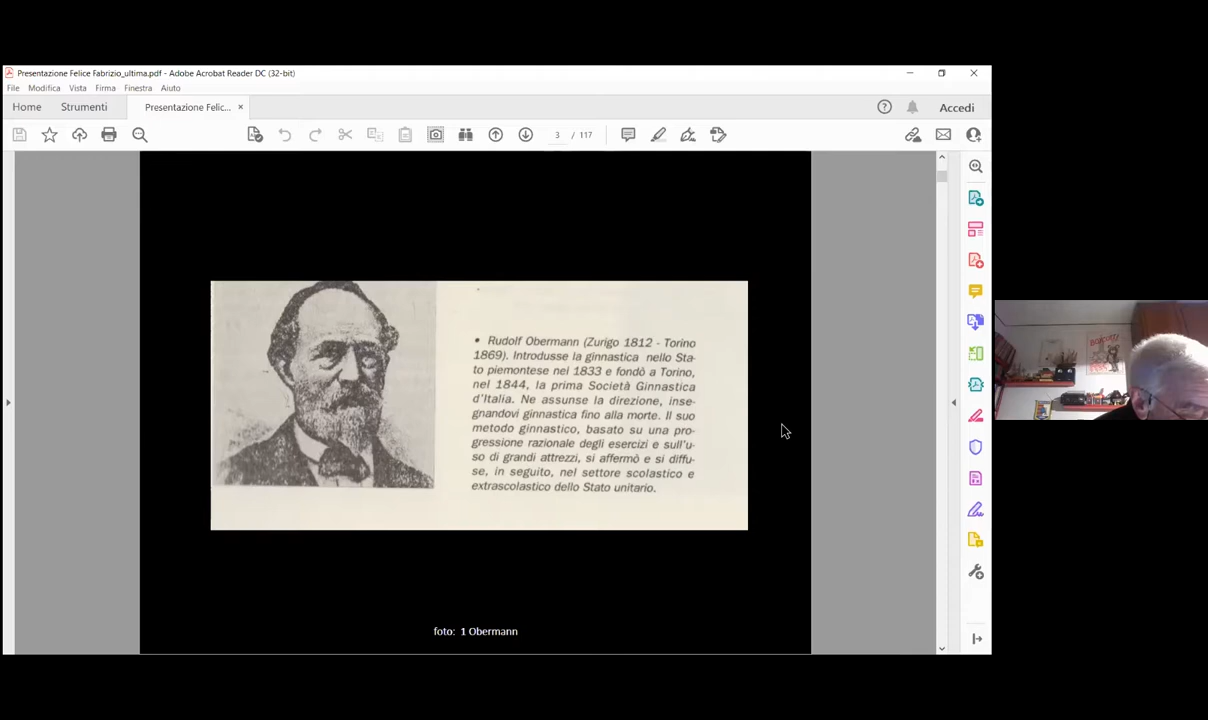 Presentazione Felice Fabrizio_ultima.pdf - Adobe Acrobat Reader DC (32-bit)
File Modifica Vista Firma Finestra Aiuto
Home Strumenti Presentazione Felic... × Accedi
3 / 117
• Rudolf Obermann (Zurigo 1812 - Torino
1869). Introdusse la ginnastica nello Sta-
to piemontese nel 1833 e fondò a Torino,
nel 1844, la prima Società Ginnastica
d'Italia. Ne assunse la direzione, inse-
gnandovi ginnastica fino alla morte. Il suo
metodo ginnastico, basato su una pro-
gressione razionale degli esercizi e sull'u-
so di grandi attrezzi, si affermò e si diffu-
se, in seguito, nel settore scolastico e
extrascolastico dello Stato unitario.
foto: 1 Obermann